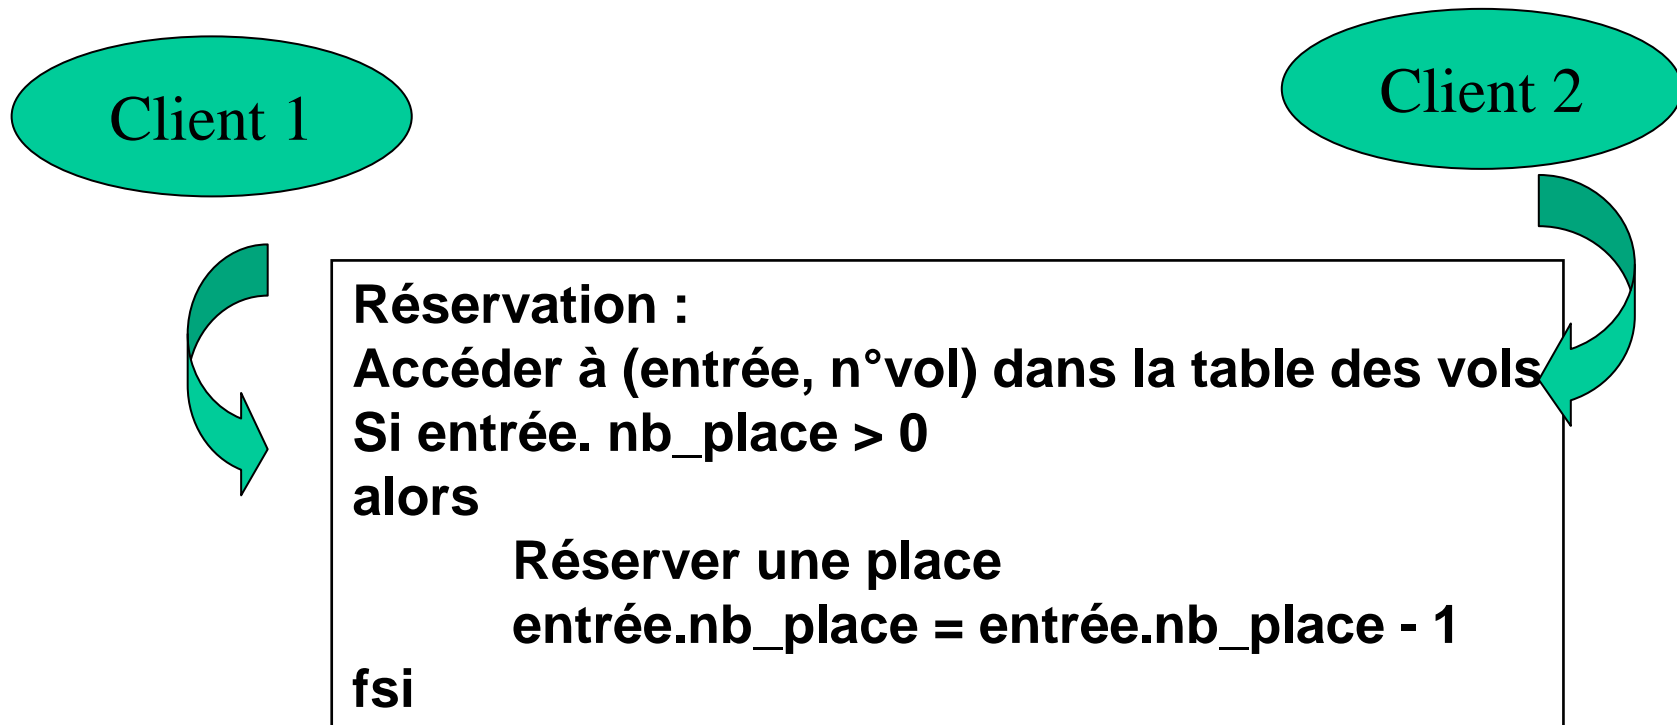 Client 1
Client 2
Réservation :
Accéder à (entrée, n°vol) dans la table des vols
Si entrée. nb_place > 0
alors
Réserver une place
entrée.nb_place = entrée.nb_place - 1
fsi